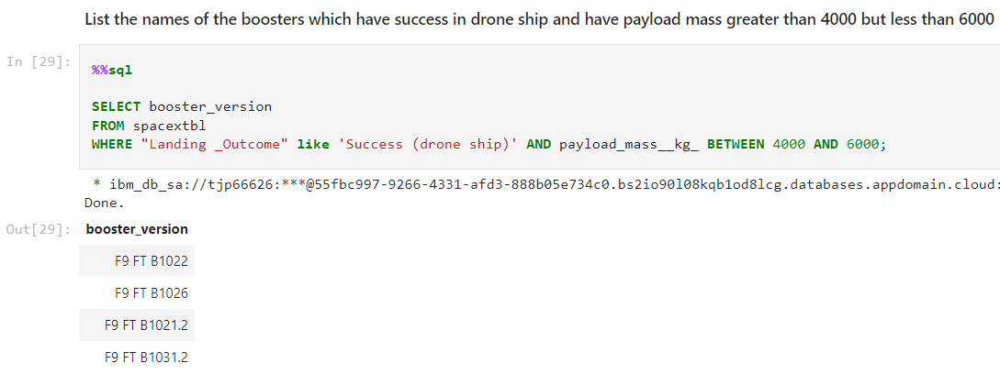 List the names of the boosters which have success in drone ship and have payload mass greater than 4000 but less than 6000
In [29]:
%%sql
SELECT booster_version
FROM spacextbl
WHERE "Landing _Outcome" like 'Success (drone ship)' AND payload_mass__kg_ BETWEEN 4000 AND 6000;
* ibm_db_sa://tjp66626:***@55fbc997-9266-4331-afd3-888b05e734c0.bs2io90l08kqb1od8lcg.databases.appdomain.cloud:
Done.
Out[29]:
booster_version
F9 FT B1022
F9 FT B1026
F9 FT B1021.2
F9 FT B1031.2